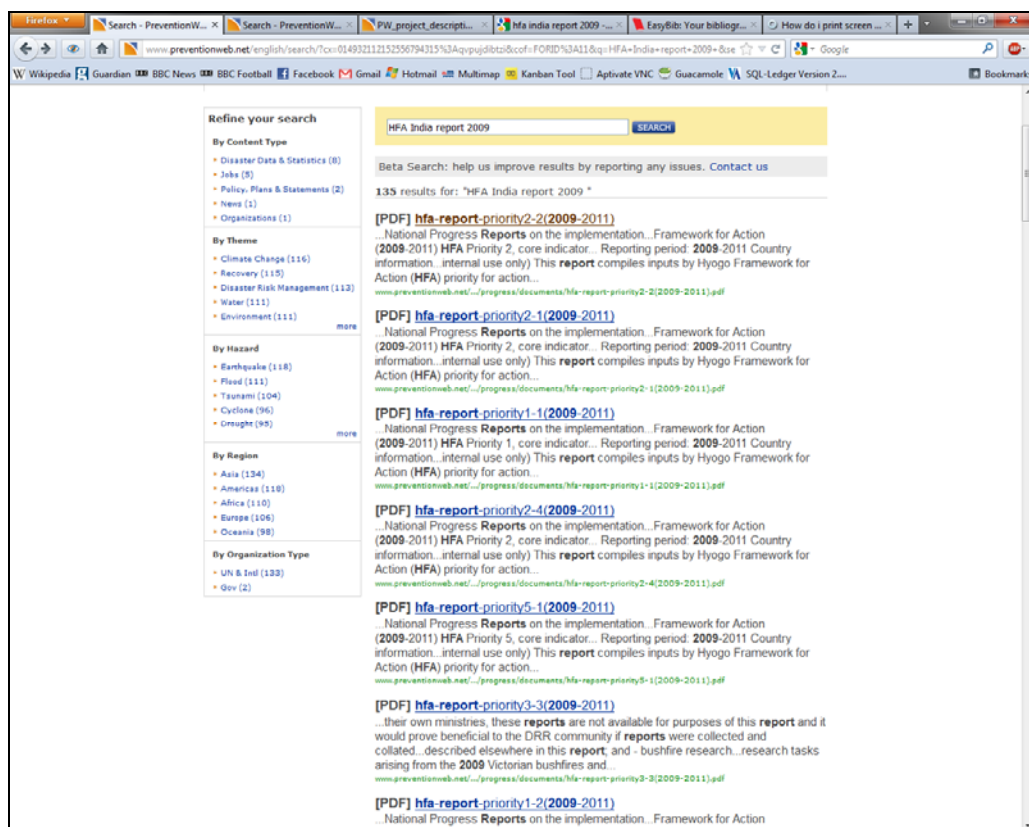 Firefox
Search - PreventionW...
Search - PreventionW...
PW_project_descripti...
hfa india report 2009 -...
EasyBib: Your bibliogr...
How do i print screen ...
www.preventionweb.net/english/search/?cx=014932112152556794315%3Aqvpujdibtzi&cof=FORID%3A11&q=HFA+India+report+2009+&se
Google
Wikipedia Guardian BBC News BBC Football Facebook Gmail Hotmail Multimap Kanban Tool Aptivate VNC Guacamole SQL-Ledger Version 2....
Bookmark
Refine your search
By Content Type
Disaster Data & Statistics (8)
Jobs (5)
Policy, Plans & Statements (2)
News (1)
Organizations (1)
By Theme
Climate Change (116)
Recovery (115)
Disaster Risk Management (113)
Water (111)
Environment (111)
more
By Hazard
Earthquake (118)
Flood (111)
Tsunami (104)
Cyclone (96)
Drought (95)
more
By Region
Asia (134)
Americas (118)
Africa (110)
Europe (106)
Oceania (98)
By Organization Type
UN & Intl (133)
Gov (2)
HFA India report 2009
SEARCH
Beta Search: help us improve results by reporting any issues. Contact us
135 results for: "HFA India report 2009 "
[PDF] hfa-report-priority2-2(2009-2011)
...National Progress Reports on the implementation...Framework for Action
(2009-2011) HFA Priority 2, core indicator... Reporting period: 2009-2011 Country
information...internal use only) This report compiles inputs by Hyogo Framework for
Action (HFA) priority for action...
www.preventionweb.net/.../progress/documents/hfa-report-priority2-2(2009-2011).pdf
[PDF] hfa-report-priority2-1(2009-2011)
...National Progress Reports on the implementation...Framework for Action
(2009-2011) HFA Priority 2, core indicator... Reporting period: 2009-2011 Country
information...internal use only) This report compiles inputs by Hyogo Framework for
Action (HFA) priority for action...
www.preventionweb.net/.../progress/documents/hfa-report-priority2-1(2009-2011).pdf
[PDF] hfa-report-priority1-1(2009-2011)
...National Progress Reports on the implementation...Framework for Action
(2009-2011) HFA Priority 1, core indicator... Reporting period: 2009-2011 Country
information...internal use only) This report compiles inputs by Hyogo Framework for
Action (HFA) priority for action...
www.preventionweb.net/.../progress/documents/hfa-report-priority1-1(2009-2011).pdf
[PDF] hfa-report-priority2-4(2009-2011)
...National Progress Reports on the implementation...Framework for Action
(2009-2011) HFA Priority 2, core indicator... Reporting period: 2009-2011 Country
information...internal use only) This report compiles inputs by Hyogo Framework for
Action (HFA) priority for action...
www.preventionweb.net/.../progress/documents/hfa-report-priority2-4(2009-2011).pdf
[PDF] hfa-report-priority5-1(2009-2011)
...National Progress Reports on the implementation...Framework for Action
(2009-2011) HFA Priority 5, core indicator... Reporting period: 2009-2011 Country
information...internal use only) This report compiles inputs by Hyogo Framework for
Action (HFA) priority for action...
www.preventionweb.net/.../progress/documents/hfa-report-priority5-1(2009-2011).pdf
[PDF] hfa-report-priority3-3(2009-2011)
...their own ministries, these reports are not available for purposes of this report and it
would prove beneficial to the DRR community if reports were collected and
collated...described elsewhere in this report; and - bushfire research...research tasks
arising from the 2009 Victorian bushfires and...
www.preventionweb.net/.../progress/documents/hfa-report-priority3-3(2009-2011).pdf
[PDF] hfa-report-priority1-2(2009-2011)
...National Progress Reports on the implementation...Framework for Action